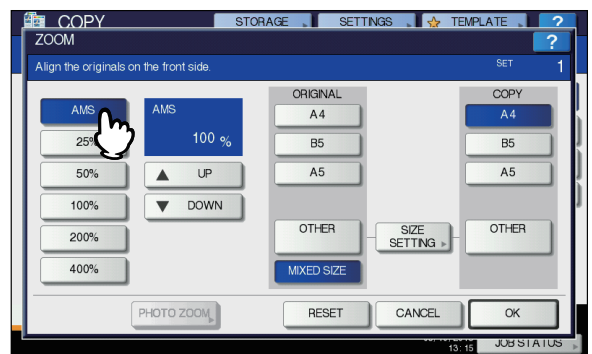 COPY STORAGE SETTINGS TEMPLATE ?
ZOOM ?
Align the originals on the front side. SET 1
ORIGINAL COPY
AMS AMS A4 A4
25% 100 % B5 B5
50% UP A5 A5
100% DOWN
200% OTHER SIZE SETTING OTHER
400% MIXED SIZE
PHOTO ZOOM RESET CANCEL OK
13:15 JOB STATUS